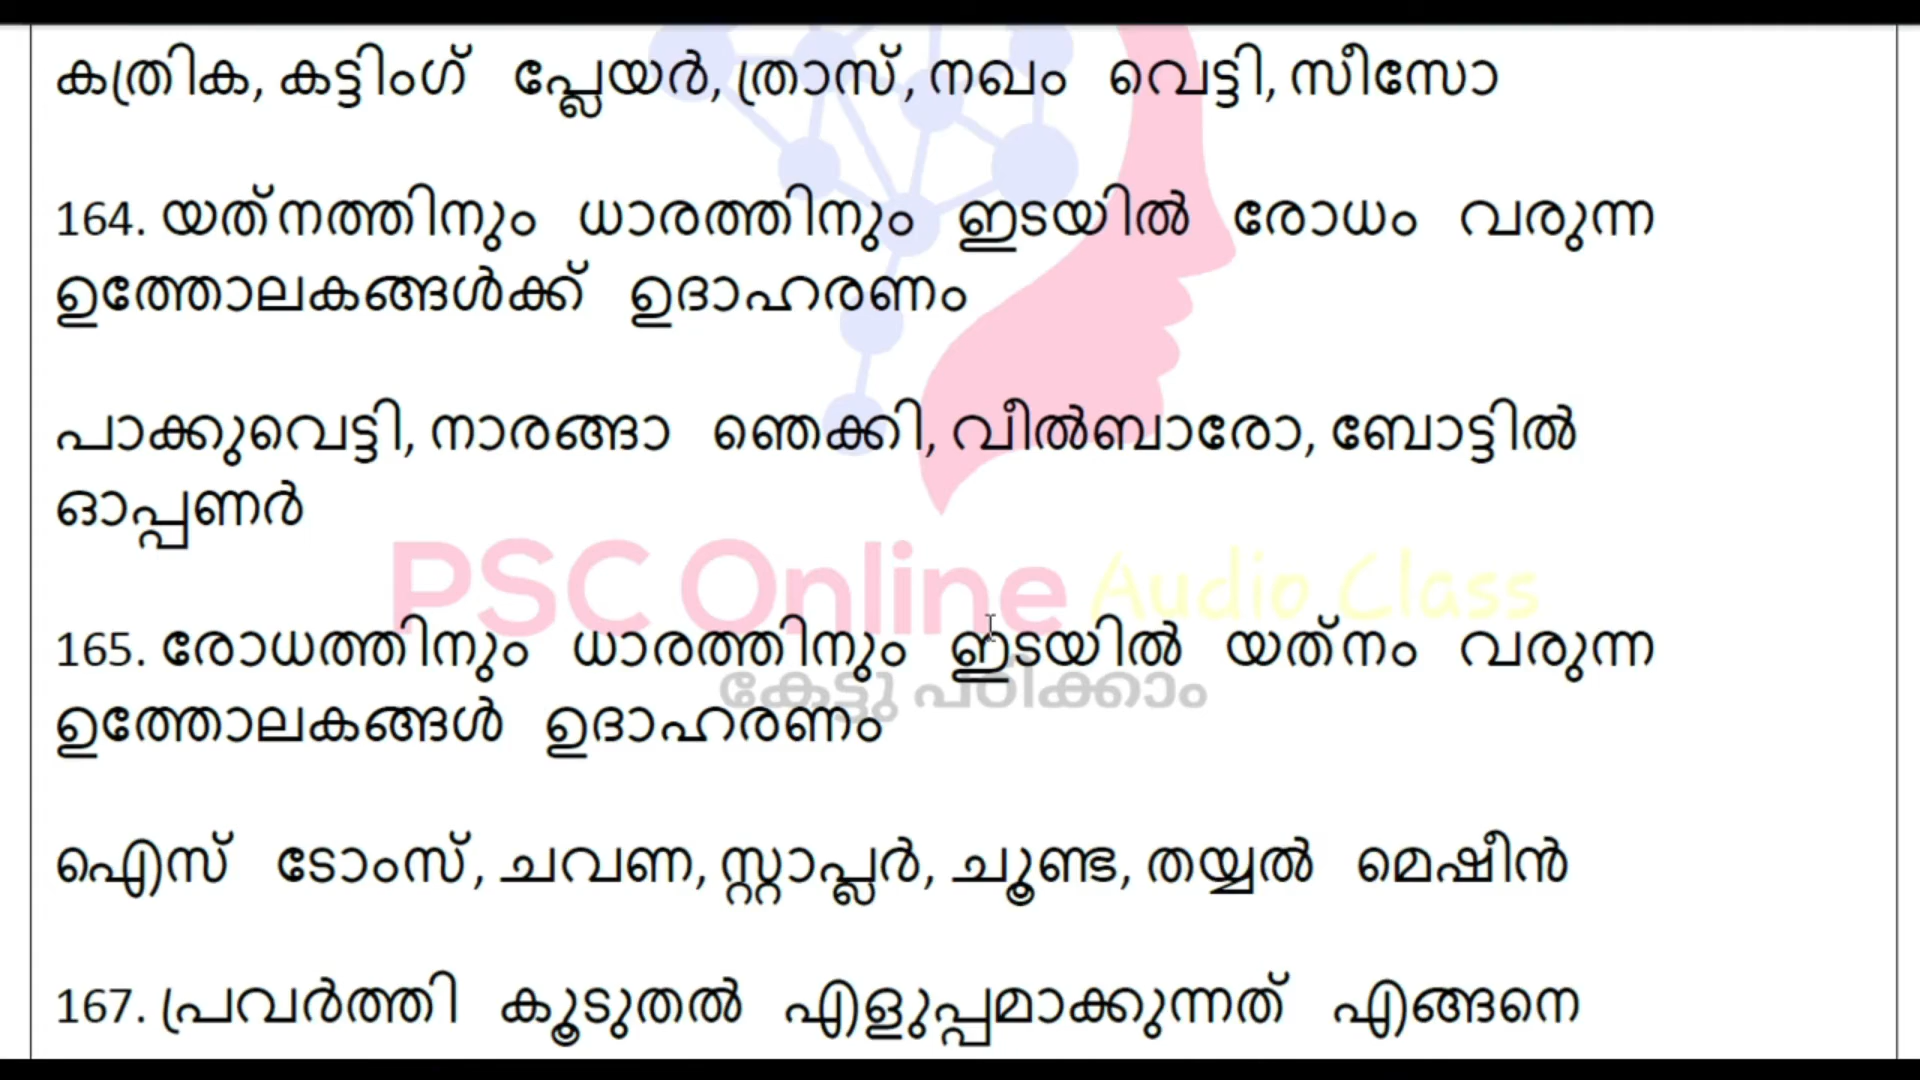 കത്രിക, കട്ടിംഗ് പ്ലേയർ, ത്രാസ്, നഖം വെട്ടി, സീസോ
164. യത്നത്തിനും ധാരത്തിനും ഇടയിൽ രോധം വരുന്ന
ഉത്തോലകങ്ങൾക്ക് ഉദാഹരണം
പാക്കുവെട്ടി, നാരങ്ങാ ഞെക്കി, വീൽബാരോ, ബോട്ടിൽ
ഓപ്പണർ
PSC Online Audio Class
165. രോധത്തിനും ധാരത്തിനും ഇടയിൽ യത്നം വരുന്ന
കേട്ടു പഠിക്കാം
ഉത്തോലകങ്ങൾ ഉദാഹരണം
ഐസ് ടോംസ്, ചവണ, സ്റ്റാപ്ലർ, ചൂണ്ട, തയ്യൽ മെഷീൻ
167. പ്രവർത്തി കൂടുതൽ എളുപ്പമാക്കുന്നത് എങ്ങനെ